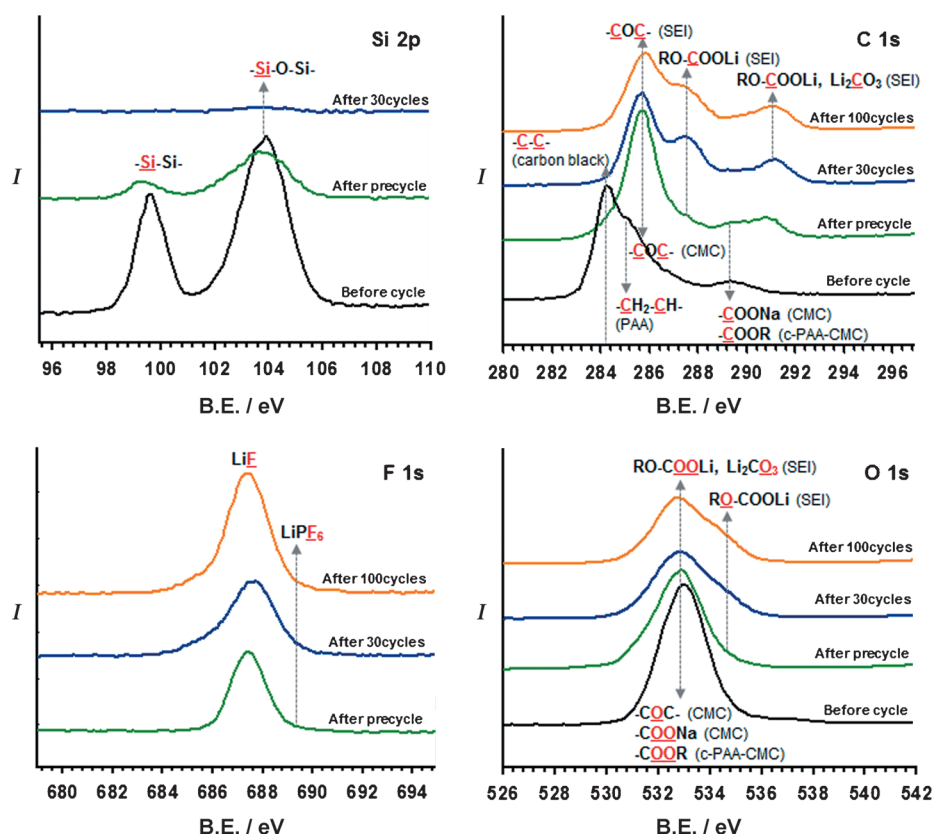 Si 2p
-Si-O-Si-
After 30cycles
-Si-Si-
After precycle
Before cycle
I
96 98 100 102 104 106 108 110
B.E. / eV
C 1s
-COC- (SEI)
RO-COOLi (SEI)
RO-COOLi, Li₂CO₃ (SEI)
After 100cycles
-C-C-
(carbon black)
After 30cycles
After precycle
-COC- (CMC)
Before cycle
-CH₂-CH-
(PAA)
-COONa (CMC)
-COOR (c-PAA-CMC)
I
280 282 284 286 288 290 292 294 296
B.E. / eV
F 1s
LiF
LiPF₆
After 100cycles
After 30cycles
After precycle
I
680 682 684 686 688 690 692 694
B.E. / eV
O 1s
RO-COOLi, Li₂CO₃ (SEI)
RO-COOLi (SEI)
After 100cycles
After 30cycles
After precycle
Before cycle
-COC- (CMC)
-COONa (CMC)
-COOR (c-PAA-CMC)
I
526 528 530 532 534 536 538 540 542
B.E. / eV